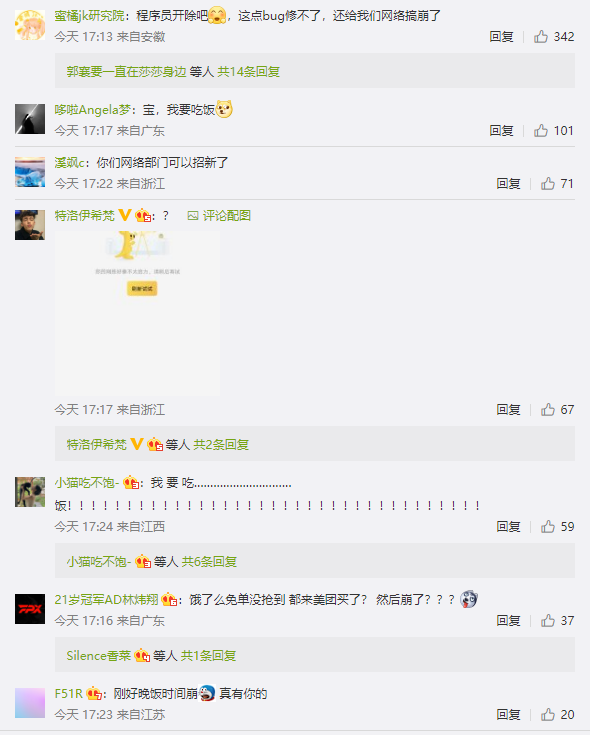 蜜橘jk研究院：程序员开除吧，这点bug修不了，还给我们网络搞崩了
今天 17:13 来自安徽
回复 342
郭襄要一直在莎莎身边 等人 共14条回复
哆啦Angela梦：宝，我要吃饭
今天 17:17 来自广东
回复 101
溪飒c：你们网络部门可以招新了
今天 17:22 来自浙江
回复 71
特洛伊希梵：？ 评论配图
刷新试试
今天 17:17 来自浙江
回复 67
特洛伊希梵 等人 共2条回复
小猫吃不饱-：我 要 吃..............................
饭！！！！！！！！！！！！！！！！！！！！！！！！！！！！！！！！！！！
今天 17:24 来自江西
回复 59
小猫吃不饱- 等人 共6条回复
21岁冠军AD林炜翔：饿了么免单没抢到 都来美团买了？ 然后崩了？？？
今天 17:16 来自广东
回复 37
Silence香菜 等人 共1条回复
F51R：刚好晚饭时间崩 真有你的
今天 17:23 来自江苏
回复 20